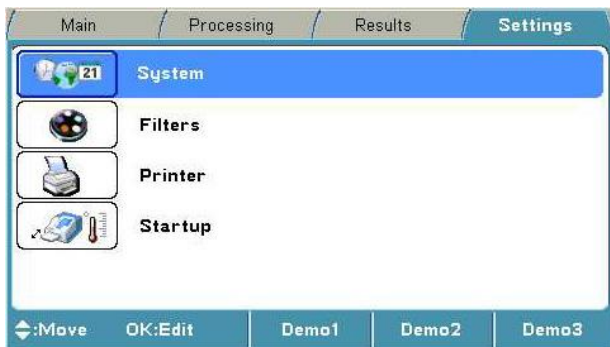 Main Processing Results Settings
21 System
Filters
Printer
Startup
:Move OK:Edit Demo1 Demo2 Demo3